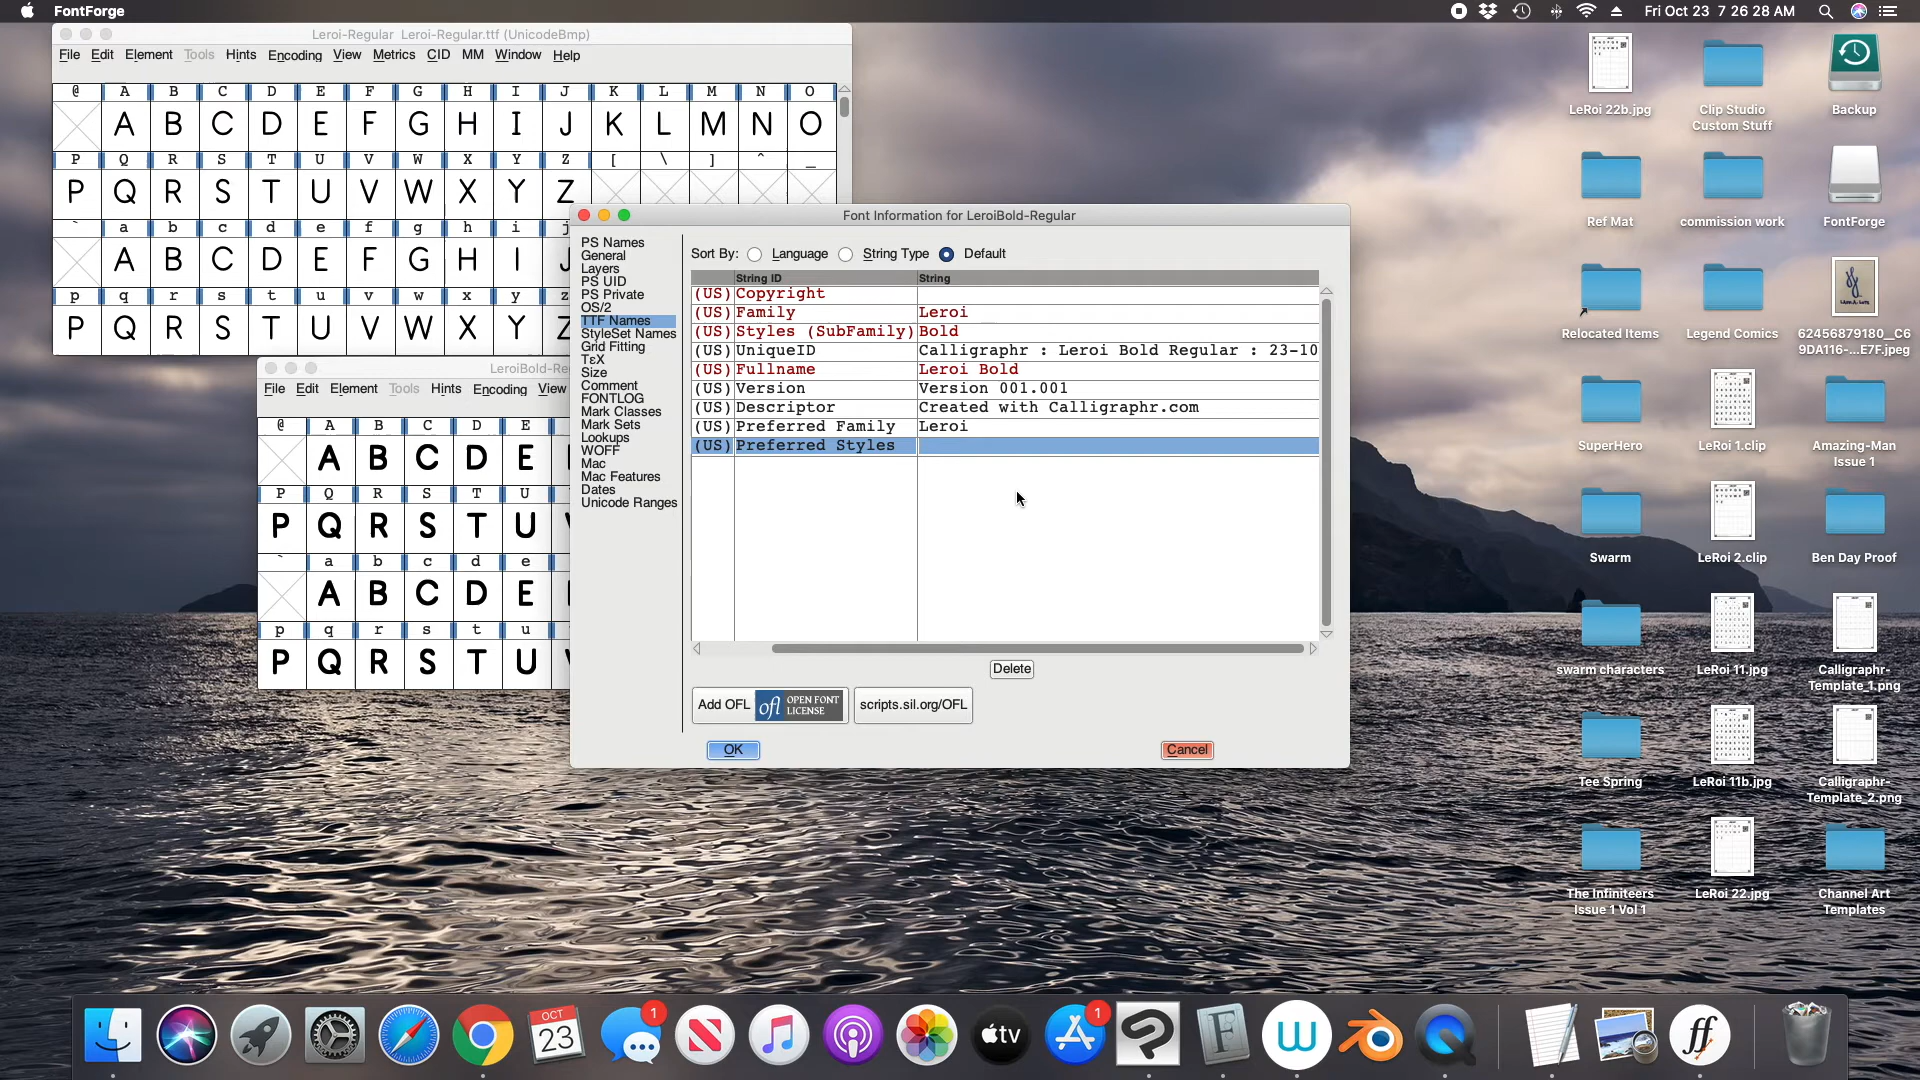 FontForge
Fri Oct 23 7 26 28 AM
Leroi-Regular Leroi-Regular.ttf (UnicodeBmp)
File Edit Element Tools Hints Encoding View Metrics CID MM Window Help
@ A B C D E F G H I J K L M N O
A B C D E F G H I J K L M N O
P Q R S T U V W X Y Z [ \ ] ^ _
P Q R S T U V W X Y Z
` a b c d e f g h i j
A B C D E F G H I J
p q r s t u v w x y z
P Q R S T U V W X Y Z
LeroiBold-Re
File Edit Element Tools Hints Encoding View
@ A B C D E
A B C D E
P Q R S T U
P Q R S T U
` a b c d e
A B C D E
p q r s t u
P Q R S T U
Font Information for LeroiBold-Regular
PS Names
General
Layers
PS UID
PS Private
OS/2
TTF Names
StyleSet Names
Grid Fitting
TεX
Size
Comment
FONTLOG
Mark Classes
Mark Sets
Lookups
WOFF
Mac
Mac Features
Dates
Unicode Ranges
Sort By: Language String Type Default
String ID String
(US) Copyright
(US) Family Leroi
(US) Styles (SubFamily) Bold
(US) UniqueID Calligraphr : Leroi Bold Regular : 23-10
(US) Fullname Leroi Bold
(US) Version Version 001.001
(US) Descriptor Created with Calligraphr.com
(US) Preferred Family Leroi
(US) Preferred Styles
Delete
Add OFL ofl OPEN FONT LICENSE scripts.sil.org/OFL
OK Cancel
LeRoi 22b.jpg
Clip Studio Custom Stuff
Backup
Ref Mat
commission work
FontForge
Relocated Items
Legend Comics
62456879180__C6
9DA116-...E7F.jpeg
SuperHero
LeRoi 1.clip
Amazing-Man
Issue 1
Swarm
LeRoi 2.clip
Ben Day Proof
swarm characters
LeRoi 11.jpg
Calligraphr-
Template_1.png
Tee Spring
LeRoi 11b.jpg
Calligraphr-
Template_2.png
The Infiniteers
Issue 1 Vol 1
LeRoi 22.jpg
Channel Art
Templates
OCT
23
1
tv
1
F
W
ff